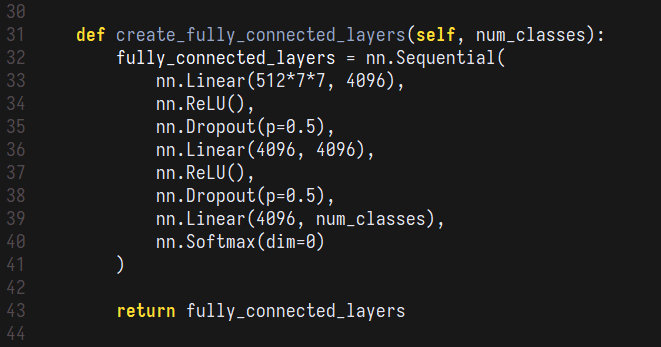 30
31    def create_fully_connected_layers(self, num_classes):
32        fully_connected_layers = nn.Sequential(
33            nn.Linear(512*7*7, 4096),
34            nn.ReLU(),
35            nn.Dropout(p=0.5),
36            nn.Linear(4096, 4096),
37            nn.ReLU(),
38            nn.Dropout(p=0.5),
39            nn.Linear(4096, num_classes),
40            nn.Softmax(dim=0)
41        )
42
43        return fully_connected_layers
44